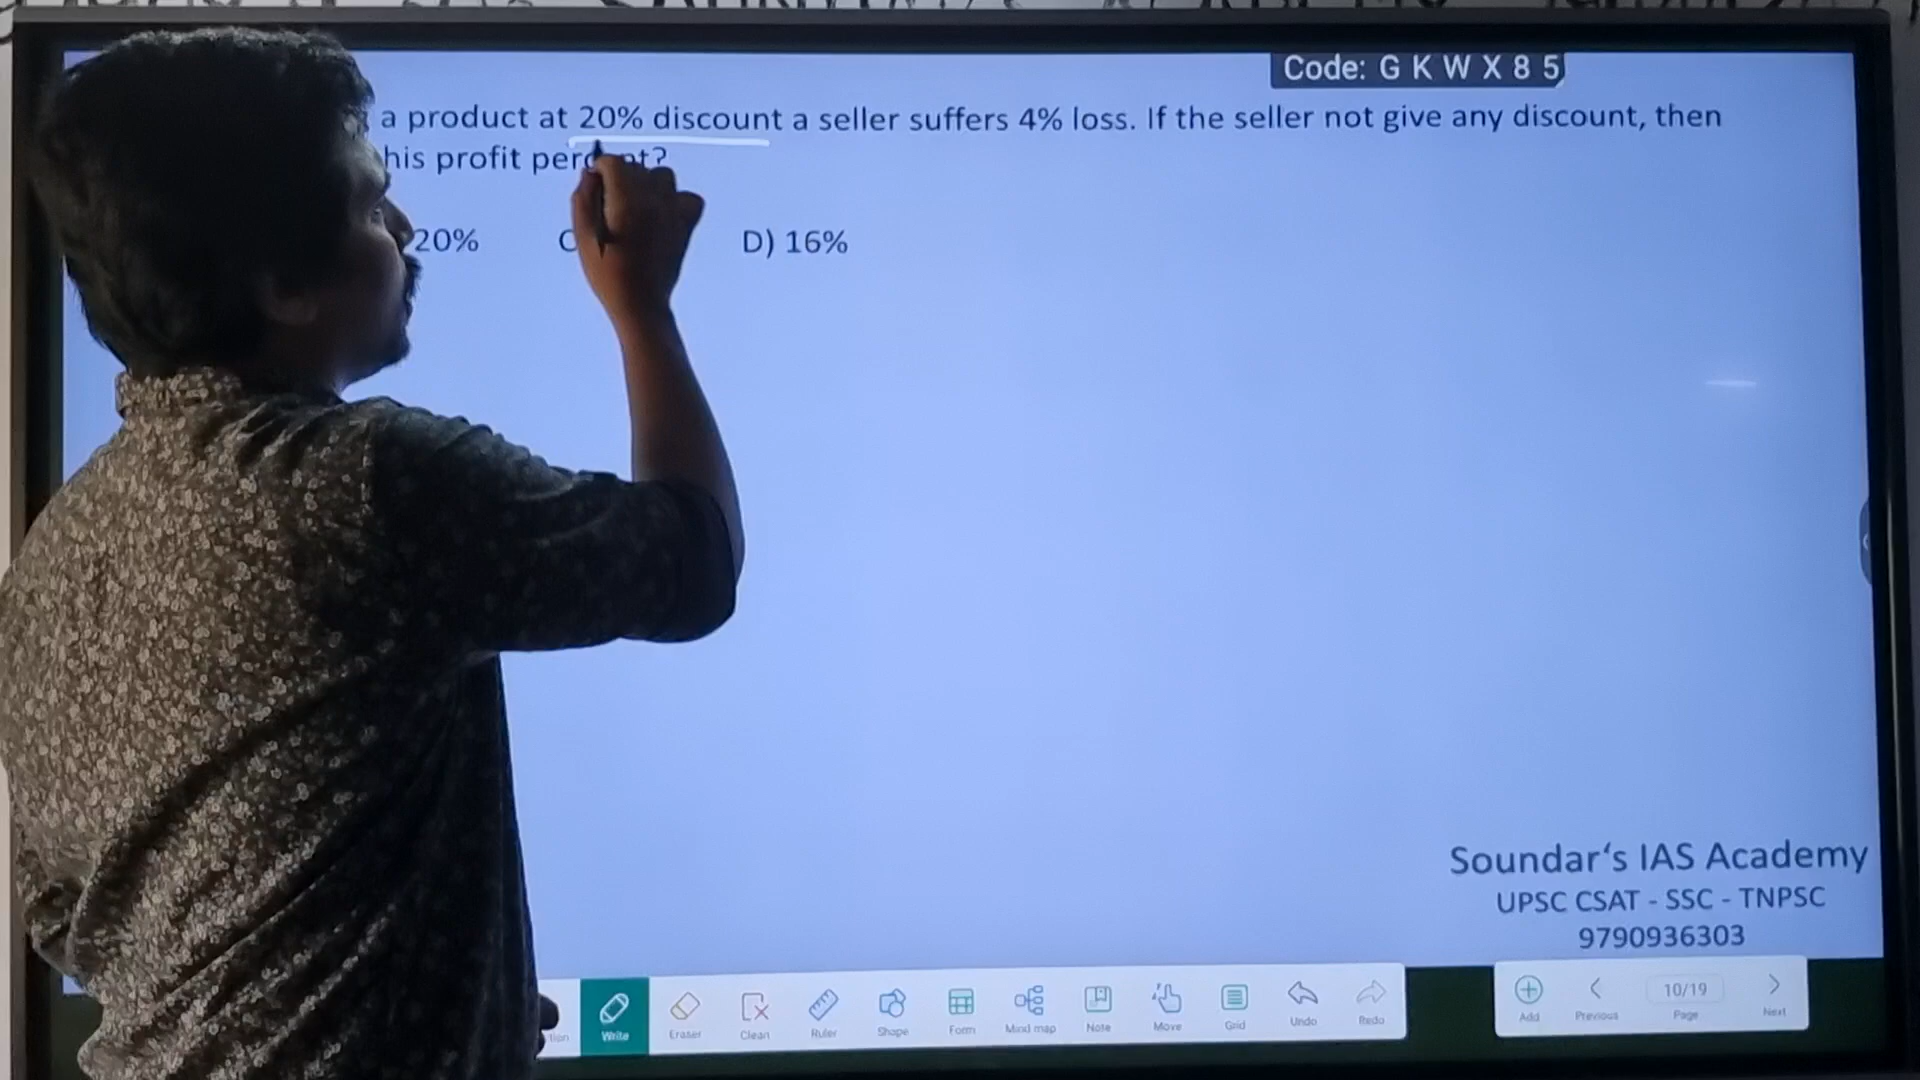 Code: G K W X 8 5
a product at 20% discount a seller suffers 4% loss. If the seller not give any discount, then
his profit
20%
C
D) 16%
Soundar‘s IAS Academy
UPSC CSAT - SSC - TNPSC
9790936303
Write
Eraser
Clean
Ruler
Shape
Form
Mind map
Note
Move
Grid
Undo
Redo
Add
Previous
10/19
Page
Next